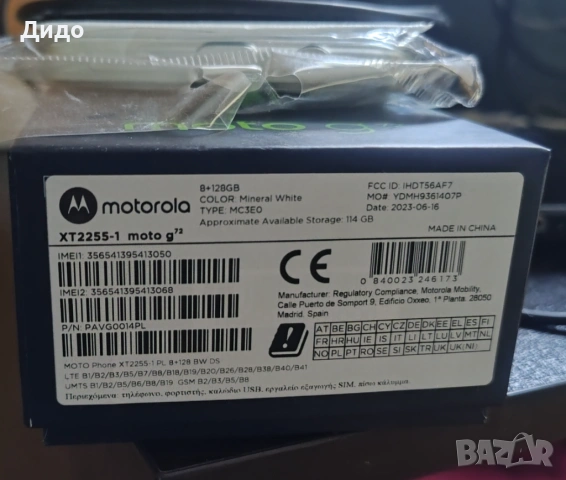 Дидо
moto g
motorola
8+128GB
COLOR: Mineral White
TYPE: MC3E0
Approximate Available Storage: 114 GB
FCC ID: IHDT56AF7
MO#: YDMH9361407P
Date: 2023-06-16
MADE IN CHINA
XT2255-1 moto g⁷²
IMEI1: 356541395413050
IMEI2: 356541395413068
P/N: PAVG0014PL
CE
0 840023 246173
Manufacturer: Regulatory Compliance, Motorola Mobility,
Calle Puerto de Somport 9, Edificio Oxxeo, 1ª Planta, 28050
Madrid, Spain
AT BE BG CH CY CZ DE DK EE EL ES FI
FR HR HU IE IS IT LI LT LU LV MT NL
NO PL PT RO SE SI SK TR UK UK(NI)
MOTO Phone XT2255-1 PL 8+128 BW DS
LTE B1/B2/B3/B5/B7/B8/B18/B19/B20/B26/B28/B38/B40/B41
UMTS B1/B2/B5/B6/B8/B19 GSM B2/B3/B5/B8
Περιεχόμενα τηλέφωνο, φορτιστής, καλώδιο USB, εργαλείο εξαγωγής SIM, πίσω κάλυμμα.
BAZAR